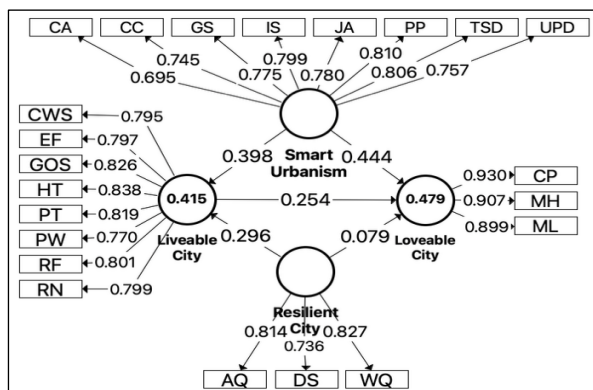 CA CC GS IS JA PP TSD UPD
0.695 0.745 0.775 0.799 0.780 0.810 0.806 0.757
Smart
Urbanism
CWS
EF
GOS
HT
PT
PW
RF
RN
0.795
0.797
0.826
0.838
0.819
0.770
0.801
0.799
0.398
0.444
0.415
Liveable
City
0.254
0.479
Loveable
City
0.930
0.907
0.899
CP
MH
ML
0.296
0.079
Resilient
City
0.814
0.736
0.827
AQ DS WQ